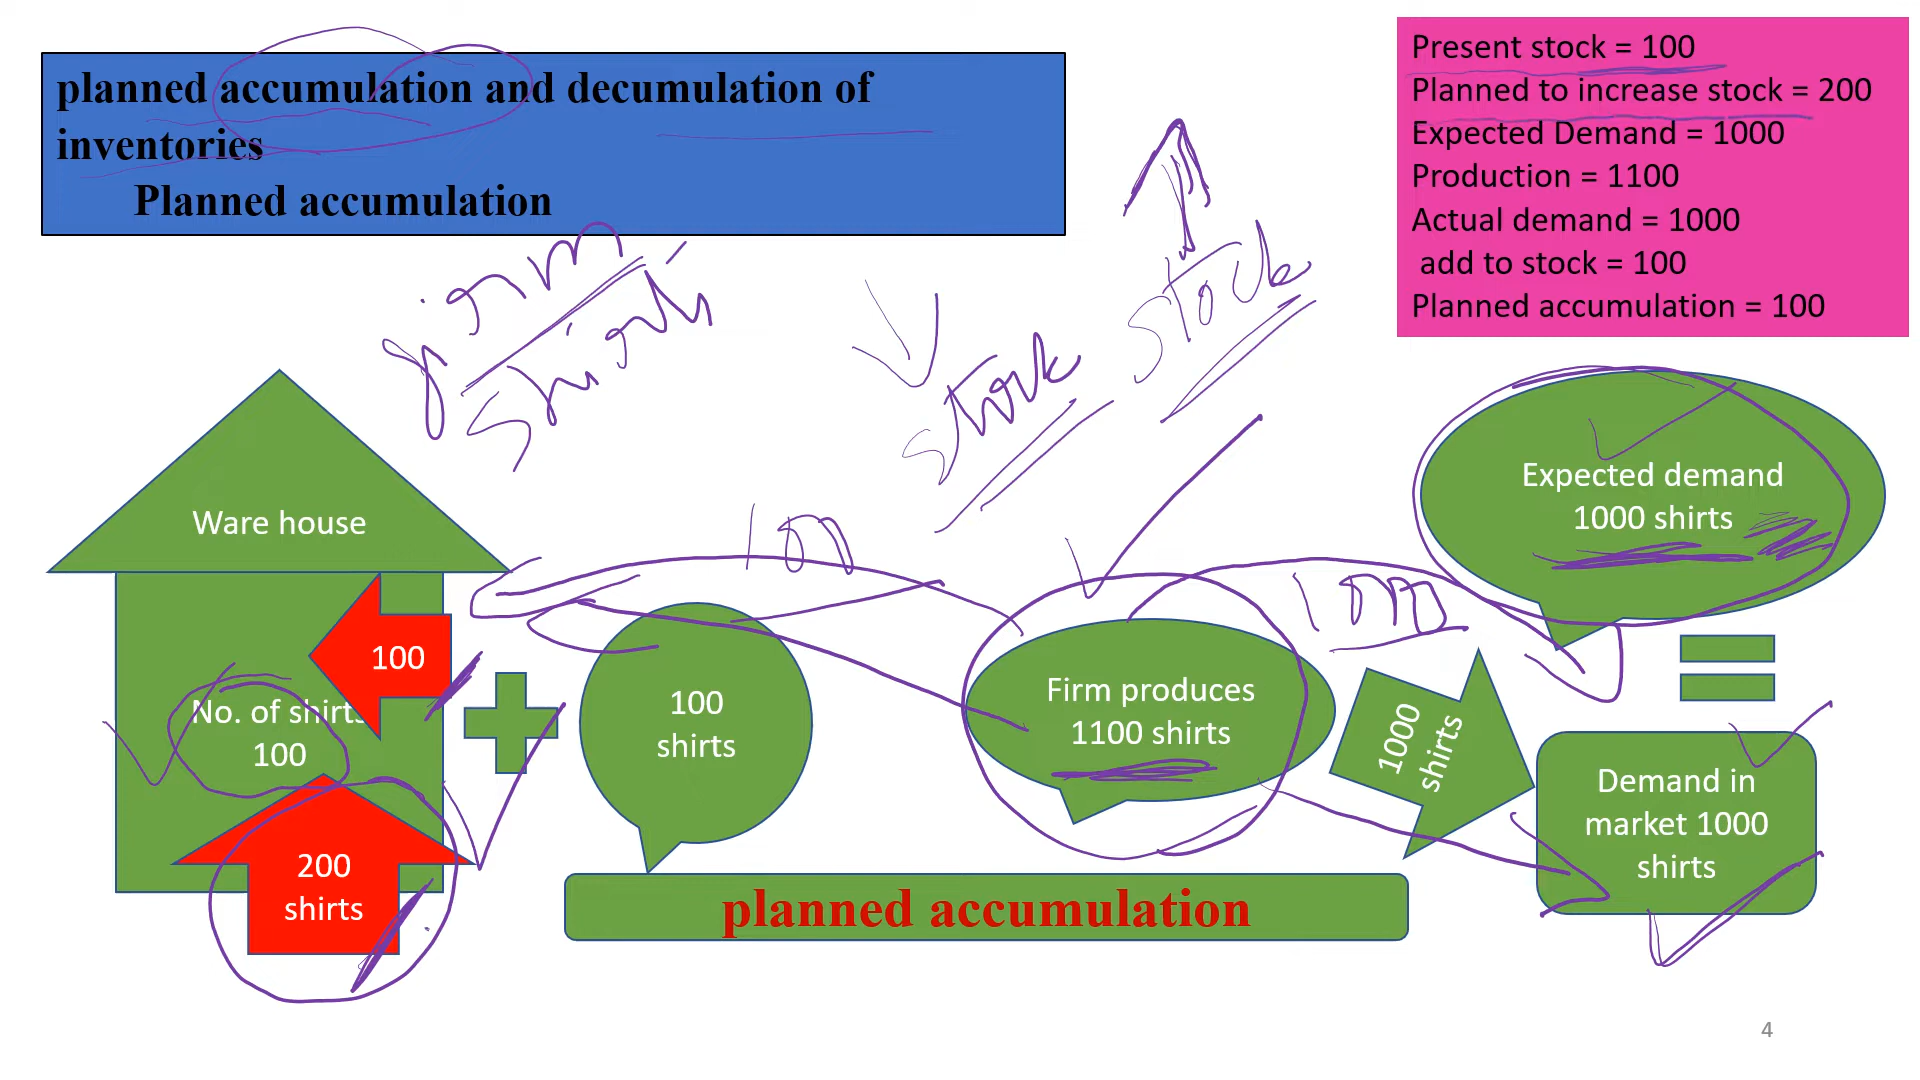 planned accumulation and decumulation of
inventories
Planned accumulation
Present stock = 100
Planned to increase stock = 200
Expected Demand = 1000
Production = 1100
Actual demand = 1000
add to stock = 100
Planned accumulation = 100
firm
Shirts
stock
stock
Ware house
100
No. of shirts
100
200
shirts
100
100
shirts
Firm produces
1100 shirts
1000
1000
shirts
Expected demand
1000 shirts
Demand in
market 1000
shirts
planned accumulation
4